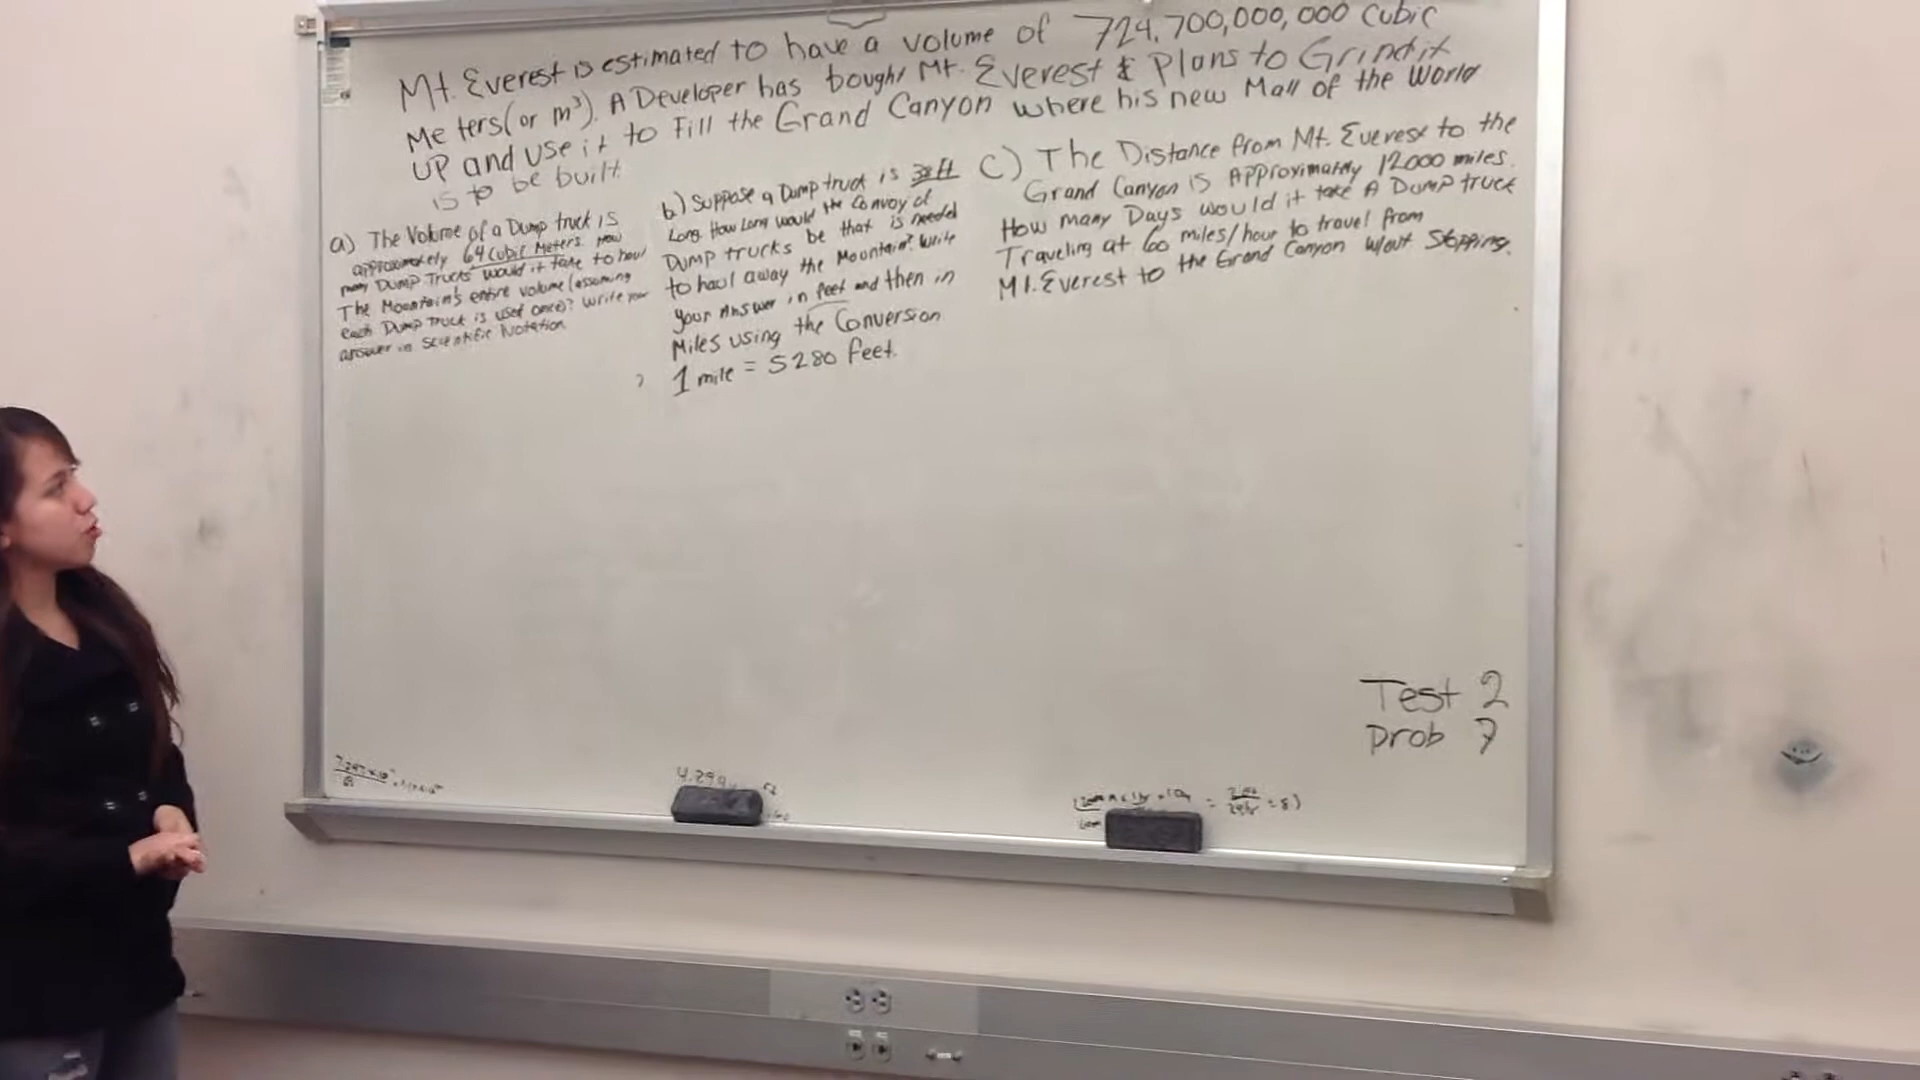 Mt. Everest is estimated to have a volume of 724,700,000,000 cubic
Meters (or m³). A Developer has bought Mt. Everest & Plans to Grind it
UP and use it to Fill the Grand Canyon where his new Mall of the World
is to be built
a) The Volume of a Dump truck is
approximately 64 cubic Meters. How
many Dump Trucks would it take to haul
The Mountain's entire volume (assuming
each Dump Truck is used once)? Write your
answer in Scientific Notation
b.) Suppose a Dump truck is
Long. How Long would the Convoy of
Dump trucks be that is needed
to haul away the Mountain? Write
your Answer in feet and then in
Miles using the Conversion
1 mile = 5280 feet.
C) The Distance from Mt. Everest to the
Grand Canyon is Approximately 12000 miles.
How many Days would it take A Dump truck
Traveling at 60 miles/hour to travel from
Mt. Everest to the Grand Canyon w/out Stopping.
Test 2
Prob 7
4.29